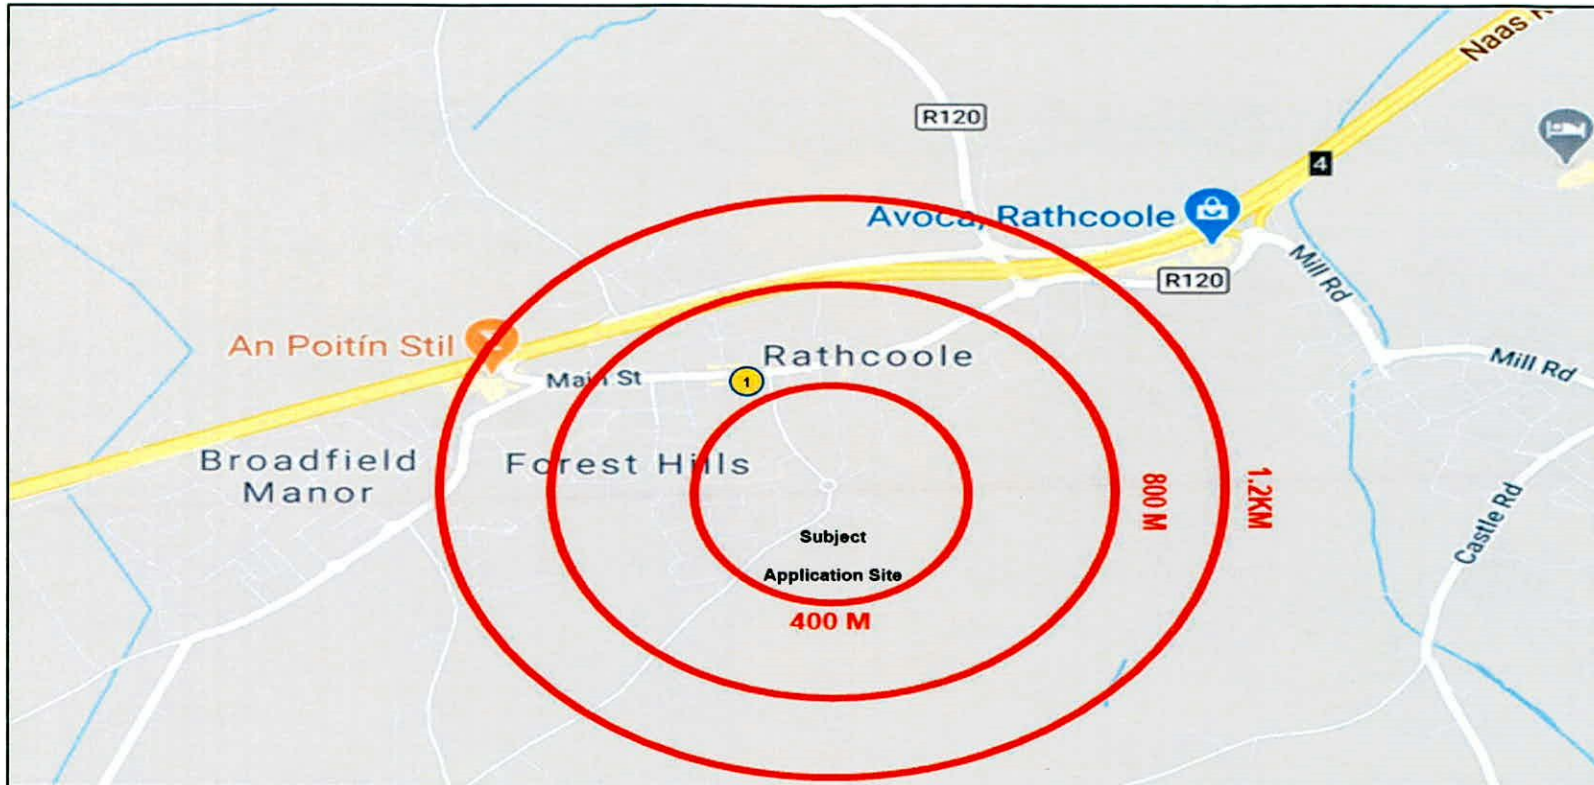 Naas R
R120
4
Avoca, Rathcoole
Mill Rd
R120
An Poitín Stil
Rathcoole
Mill Rd
Main St
1
Broadfield
Manor
Forest Hills
800 M
1.2KM
Castle Rd
Subject
Application Site
400 M